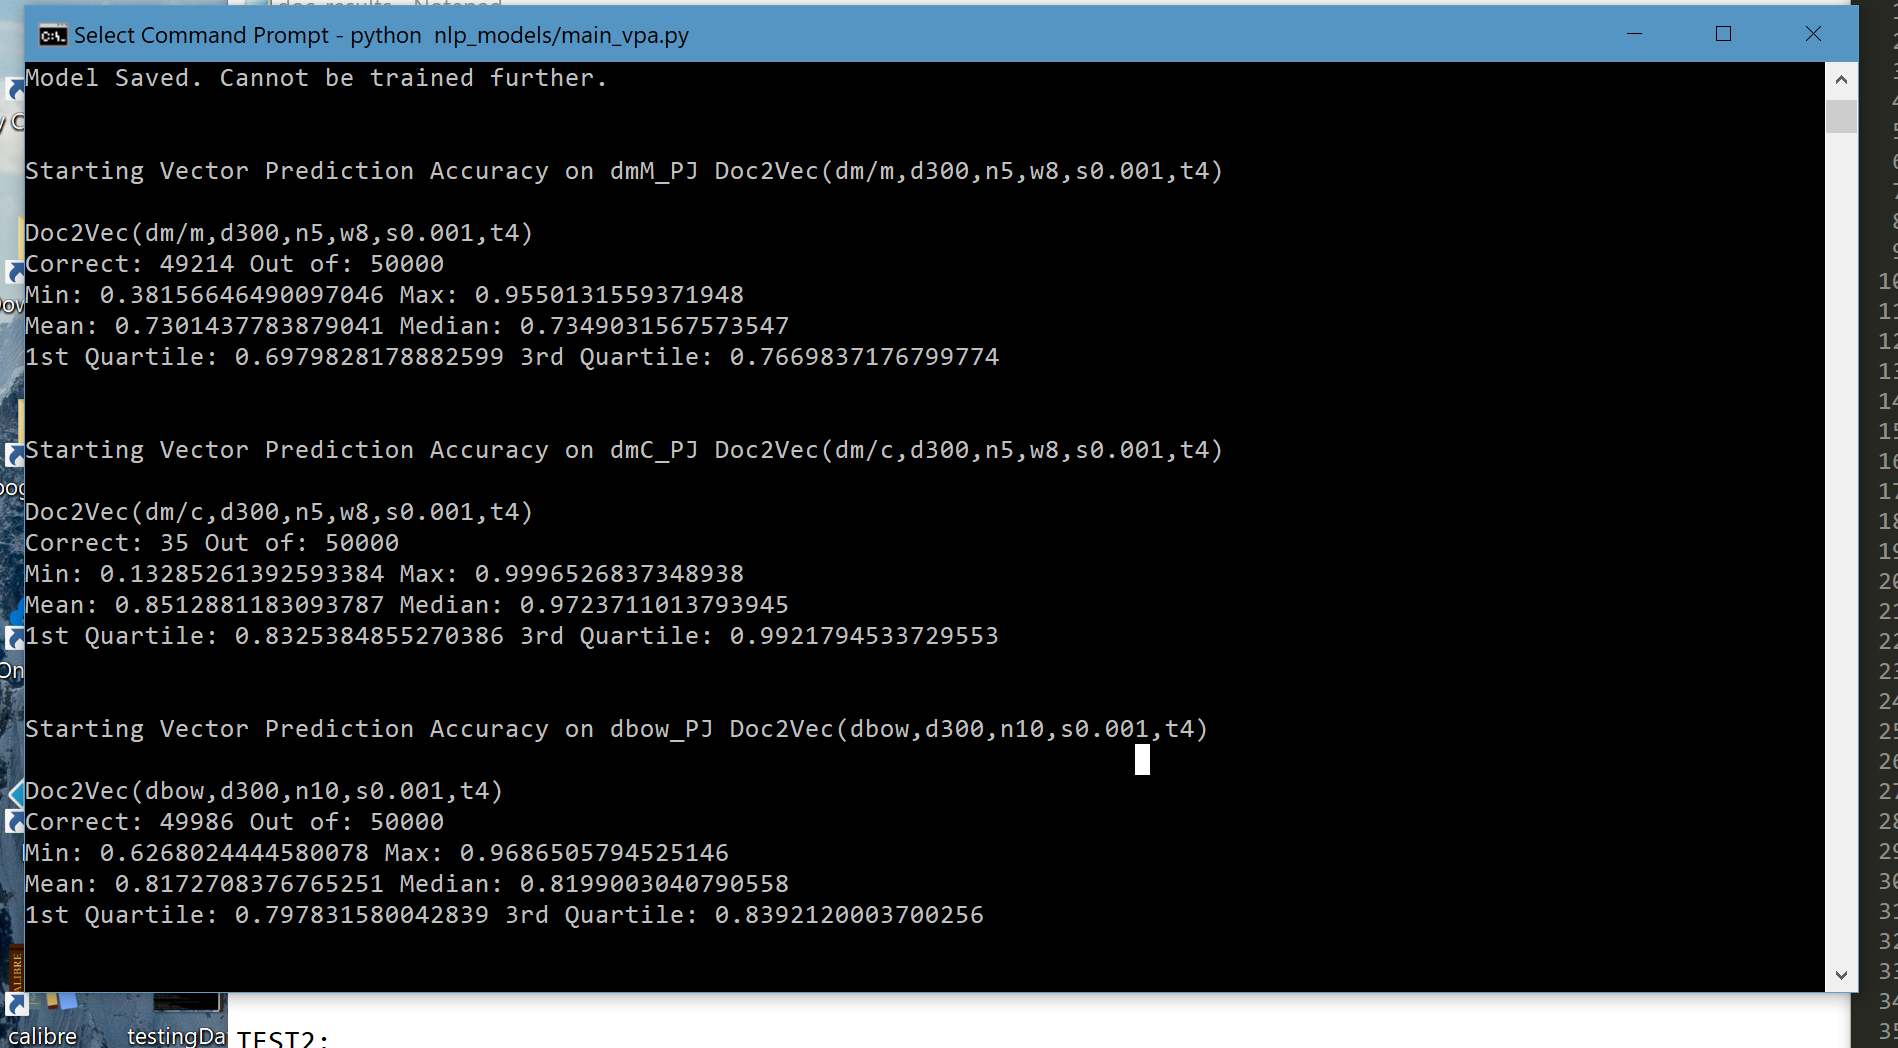 doc_results - Notepad
Select Command Prompt - python  nlp_models/main_vpa.py
Model Saved. Cannot be trained further.
Starting Vector Prediction Accuracy on dmM_PJ Doc2Vec(dm/m,d300,n5,w8,s0.001,t4)
Doc2Vec(dm/m,d300,n5,w8,s0.001,t4)
Correct: 49214 Out of: 50000
Min: 0.38156646490097046 Max: 0.9550131559371948
Mean: 0.7301437783879041 Median: 0.7349031567573547
1st Quartile: 0.6979828178882599 3rd Quartile: 0.7669837176799774
Starting Vector Prediction Accuracy on dmC_PJ Doc2Vec(dm/c,d300,n5,w8,s0.001,t4)
Doc2Vec(dm/c,d300,n5,w8,s0.001,t4)
Correct: 35 Out of: 50000
Min: 0.13285261392593384 Max: 0.9996526837348938
Mean: 0.8512881183093787 Median: 0.9723711013793945
1st Quartile: 0.8325384855270386 3rd Quartile: 0.9921794533729553
Starting Vector Prediction Accuracy on dbow_PJ Doc2Vec(dbow,d300,n10,s0.001,t4)
Doc2Vec(dbow,d300,n10,s0.001,t4)
Correct: 49986 Out of: 50000
Min: 0.6268024444580078 Max: 0.9686505794525146
Mean: 0.8172708376765251 Median: 0.8199003040790558
1st Quartile: 0.797831580042839 3rd Quartile: 0.8392120003700256
calibre
testingDa
TEST2: